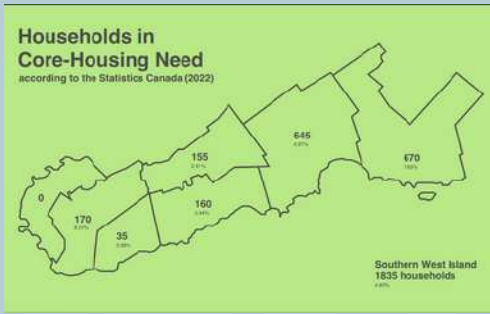 Households in
Core-Housing Need
according to the Statistics Canada (2022)
0
170
35
155
160
645
670
Southern West Island
1835 households